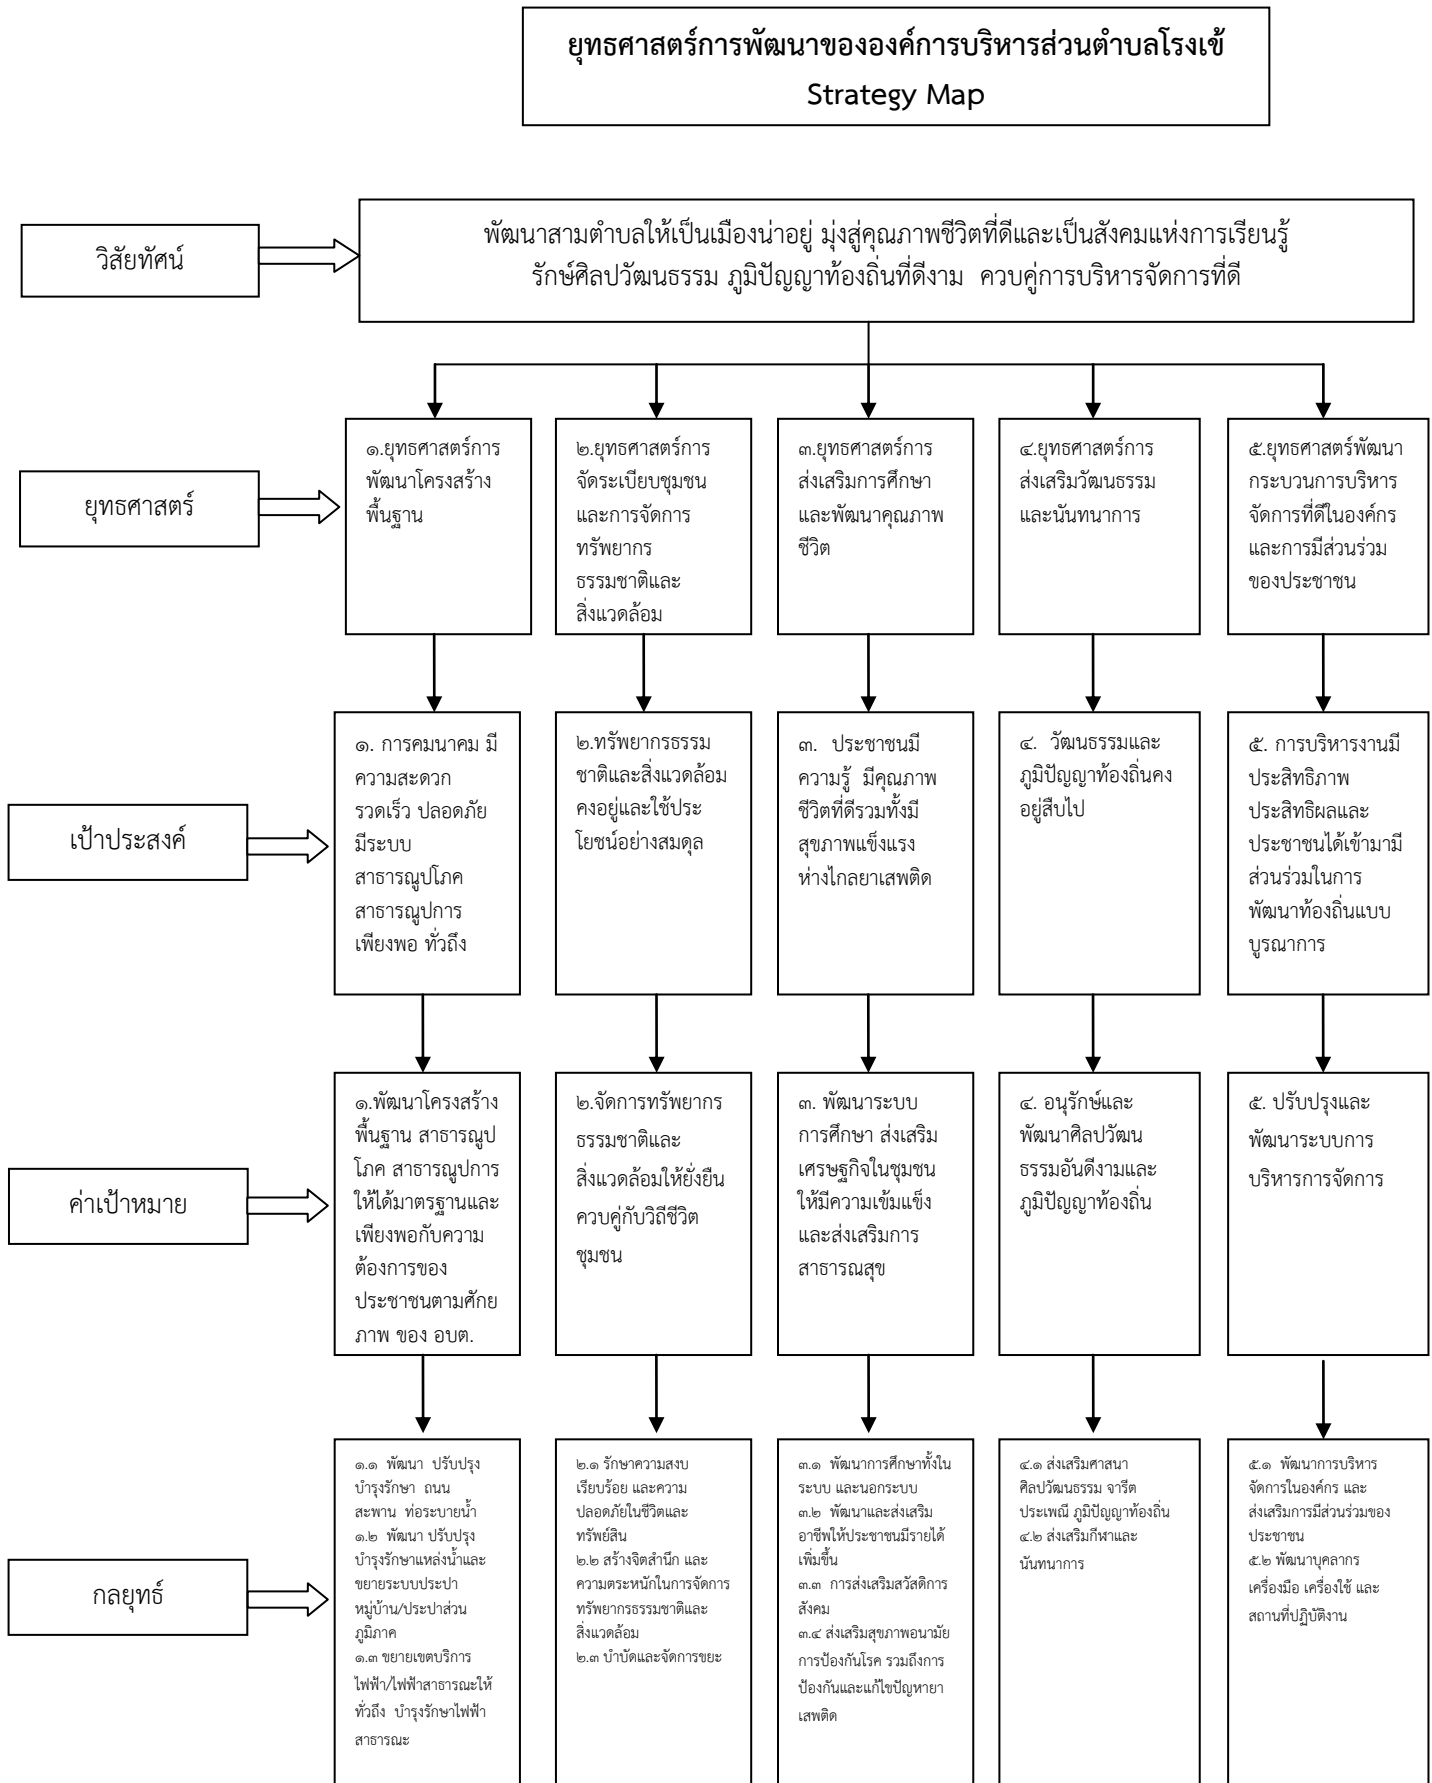 ยุทธศาสตร์การพัฒนาขององค์การบริหารส่วนตำบลโรงเข้
Strategy Map
วิสัยทัศน์
พัฒนาสามตำบลให้เป็นเมืองน่าอยู่ มุ่งสู่คุณภาพชีวิตที่ดีและเป็นสังคมแห่งการเรียนรู้
รักษ์ศิลปวัฒนธรรม ภูมิปัญญาท้องถิ่นที่ดีงาม ควบคู่การบริหารจัดการที่ดี
ยุทธศาสตร์
๑.ยุทธศาสตร์การ
พัฒนาโครงสร้าง
พื้นฐาน
๒.ยุทธศาสตร์การ
จัดระเบียบชุมชน
และการจัดการ
ทรัพยากร
ธรรมชาติและ
สิ่งแวดล้อม
๓.ยุทธศาสตร์การ
ส่งเสริมการศึกษา
และพัฒนาคุณภาพ
ชีวิต
๔.ยุทธศาสตร์การ
ส่งเสริมวัฒนธรรม
และนันทนาการ
๕.ยุทธศาสตร์พัฒนา
กระบวนการบริหาร
จัดการที่ดีในองค์กร
และการมีส่วนร่วม
ของประชาชน
เป้าประสงค์
๑. การคมนาคม มี
ความสะดวก
รวดเร็ว ปลอดภัย
มีระบบ
สาธารณูปโภค
สาธารณูปการ
เพียงพอ ทั่วถึง
๒.ทรัพยากรธรรม
ชาติและสิ่งแวดล้อม
คงอยู่และใช้ประ
โยชน์อย่างสมดุล
๓. ประชาชนมี
ความรู้ มีคุณภาพ
ชีวิตที่ดีรวมทั้งมี
สุขภาพแข็งแรง
ห่างไกลยาเสพติด
๔. วัฒนธรรมและ
ภูมิปัญญาท้องถิ่นคง
อยู่สืบไป
๕. การบริหารงานมี
ประสิทธิภาพ
ประสิทธิผลและ
ประชาชนได้เข้ามามี
ส่วนร่วมในการ
พัฒนาท้องถิ่นแบบ
บูรณาการ
ค่าเป้าหมาย
๑.พัฒนาโครงสร้าง
พื้นฐาน สาธารณูป
โภค สาธารณูปการ
ให้ได้มาตรฐานและ
เพียงพอกับความ
ต้องการของ
ประชาชนตามศักย
ภาพ ของ อบต.
๒.จัดการทรัพยากร
ธรรมชาติและ
สิ่งแวดล้อมให้ยั่งยืน
ควบคู่กับวิถีชีวิต
ชุมชน
๓. พัฒนาระบบ
การศึกษา ส่งเสริม
เศรษฐกิจในชุมชน
ให้มีความเข้มแข็ง
และส่งเสริมการ
สาธารณสุข
๔. อนุรักษ์และ
พัฒนาศิลปวัฒน
ธรรมอันดีงามและ
ภูมิปัญญาท้องถิ่น
๕. ปรับปรุงและ
พัฒนาระบบการ
บริหารการจัดการ
กลยุทธ์
๑.๑ พัฒนา ปรับปรุง
บำรุงรักษา ถนน
สะพาน ท่อระบายน้ำ
๑.๒ พัฒนา ปรับปรุง
บำรุงรักษาแหล่งน้ำและ
ขยายระบบประปา
หมู่บ้าน/ประปาส่วน
ภูมิภาค
๑.๓ ขยายเขตบริการ
ไฟฟ้า/ไฟฟ้าสาธารณะให้
ทั่วถึง บำรุงรักษาไฟฟ้า
สาธารณะ
๒.๑ รักษาความสงบ
เรียบร้อย และความ
ปลอดภัยในชีวิตและ
ทรัพย์สิน
๒.๒ สร้างจิตสำนึก และ
ความตระหนักในการจัดการ
ทรัพยากรธรรมชาติและ
สิ่งแวดล้อม
๒.๓ บำบัดและจัดการขยะ
๓.๑ พัฒนาการศึกษาทั้งใน
ระบบ และนอกระบบ
๓.๒ พัฒนาและส่งเสริม
อาชีพให้ประชาชนมีรายได้
เพิ่มขึ้น
๓.๓ การส่งเสริมสวัสดิการ
สังคม
๓.๔ ส่งเสริมสุขภาพอนามัย
การป้องกันโรค รวมถึงการ
ป้องกันและแก้ไขปัญหายา
เสพติด
๔.๑ ส่งเสริมศาสนา
ศิลปวัฒนธรรม จารีต
ประเพณี ภูมิปัญญาท้องถิ่น
๔.๒ ส่งเสริมกีฬาและ
นันทนาการ
๕.๑ พัฒนาการบริหาร
จัดการในองค์กร และ
ส่งเสริมการมีส่วนร่วมของ
ประชาชน
๕.๒ พัฒนาบุคลากร
เครื่องมือ เครื่องใช้ และ
สถานที่ปฏิบัติงาน